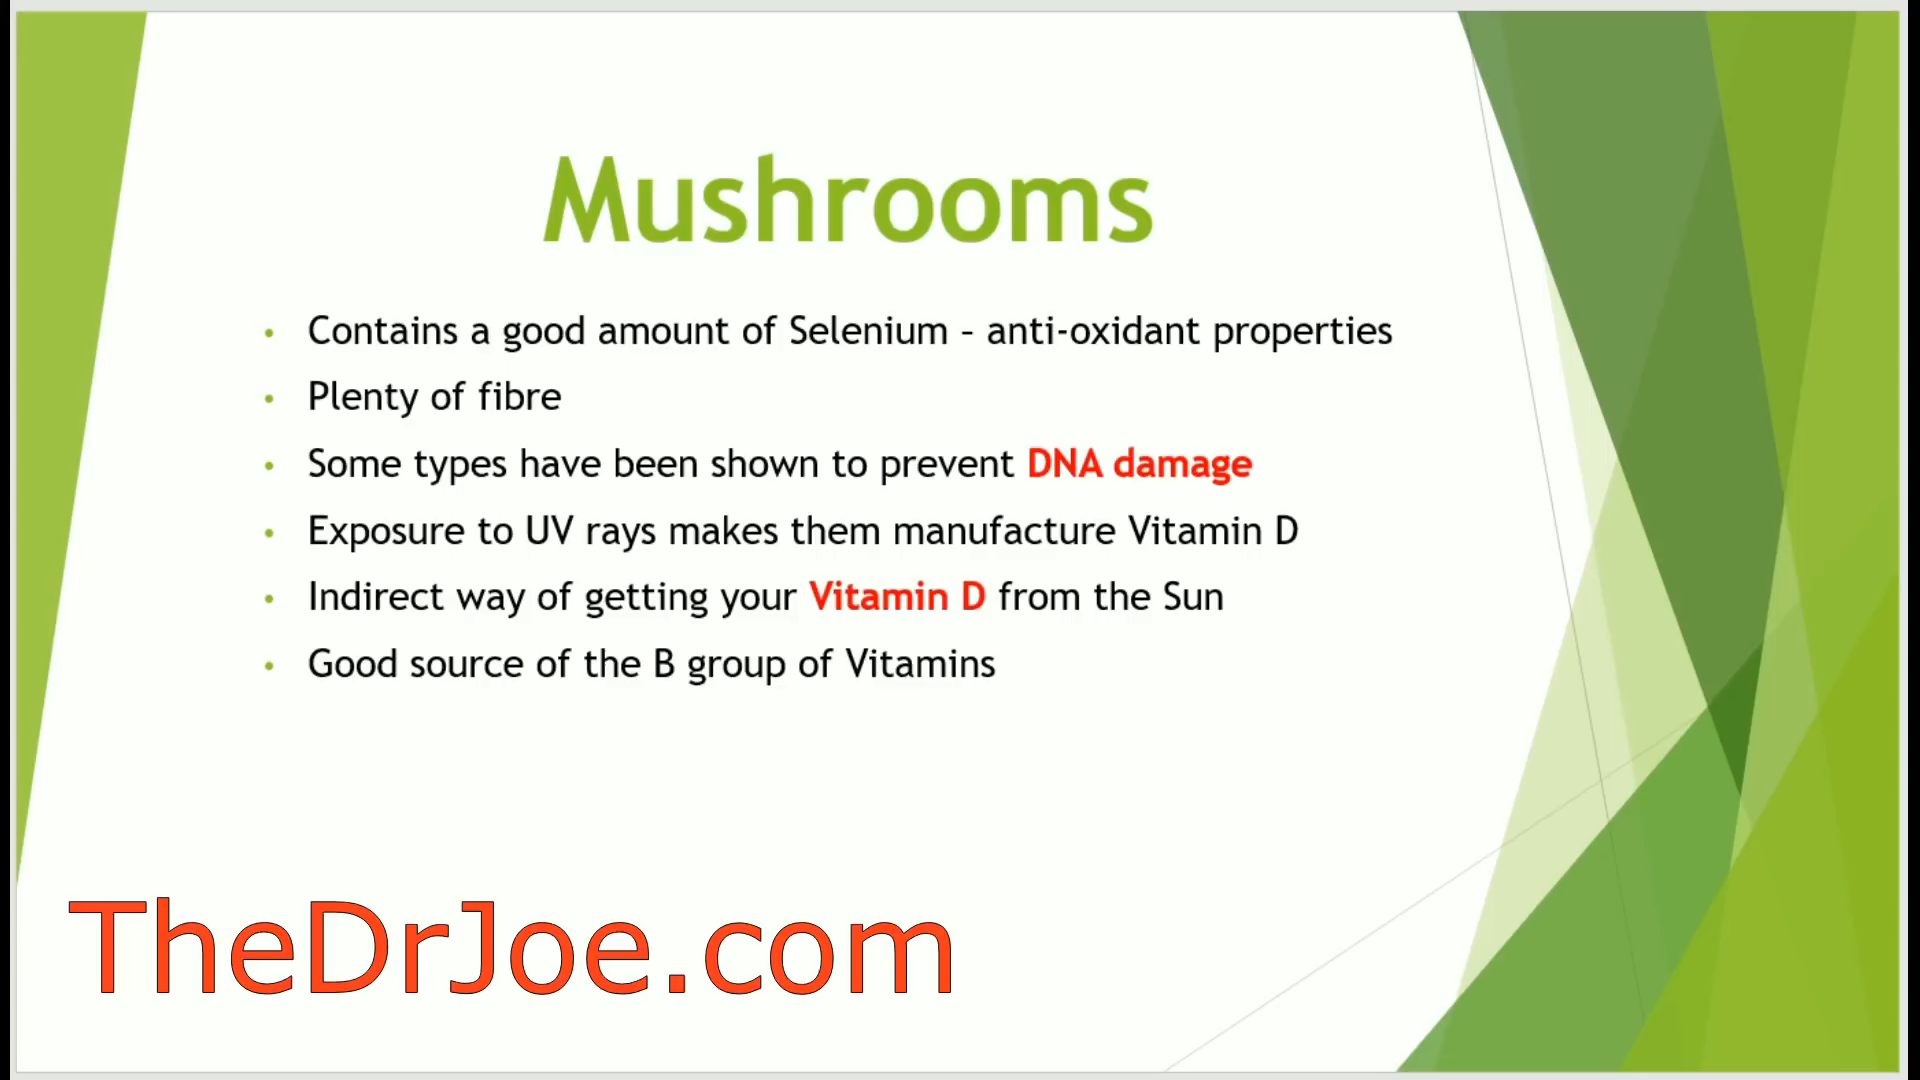 Mushrooms
• Contains a good amount of Selenium – anti-oxidant properties
• Plenty of fibre
• Some types have been shown to prevent DNA damage
• Exposure to UV rays makes them manufacture Vitamin D
• Indirect way of getting your Vitamin D from the Sun
• Good source of the B group of Vitamins
TheDrJoe.com